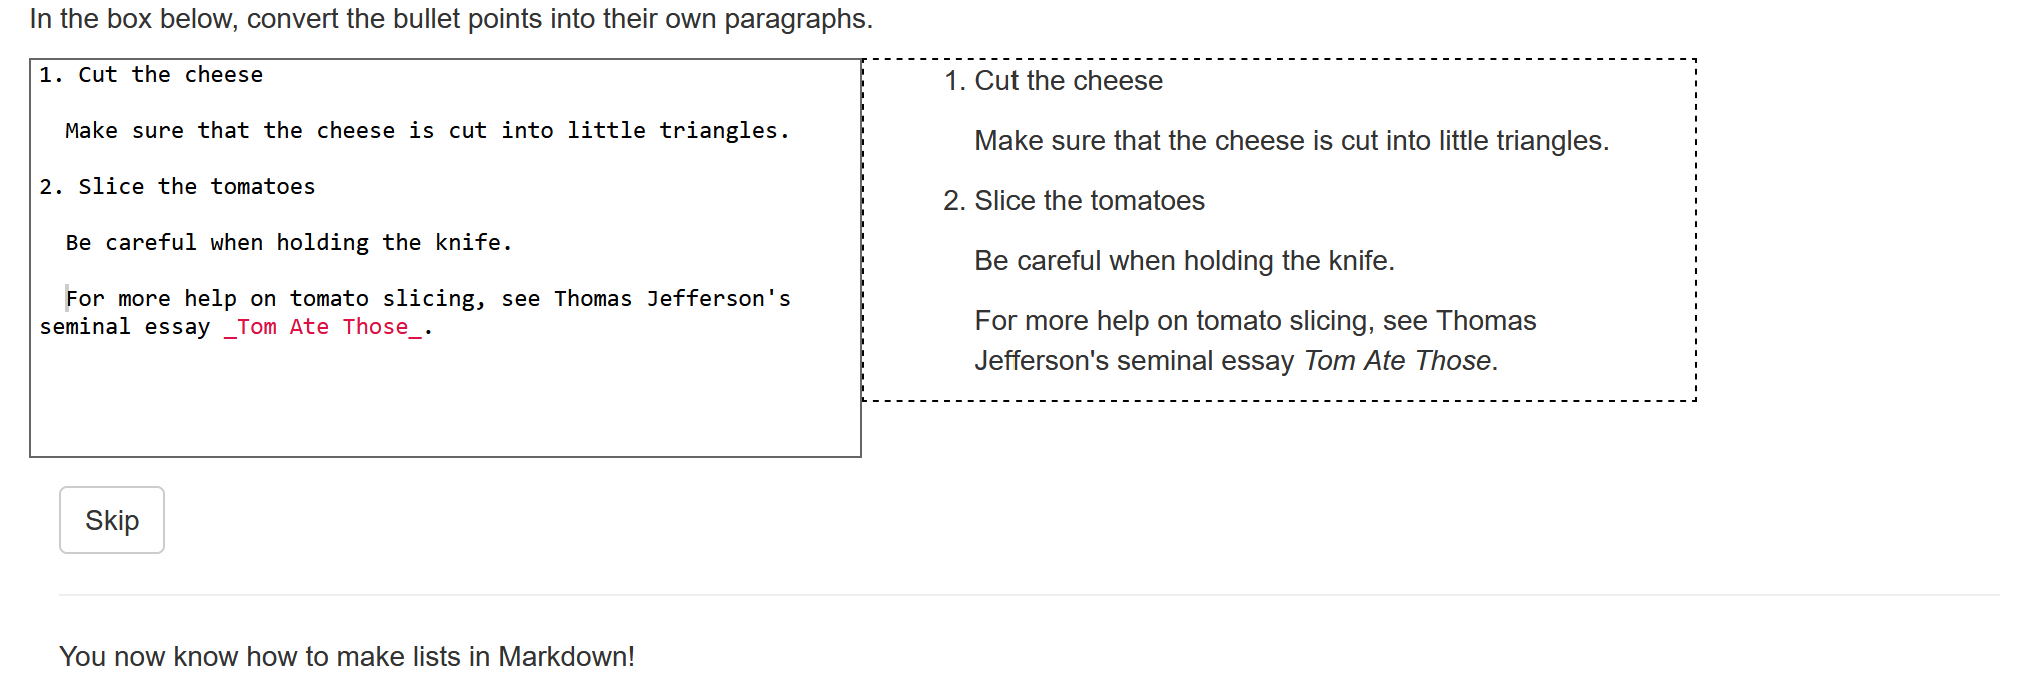 In the box below, convert the bullet points into their own paragraphs.
1. Cut the cheese
Make sure that the cheese is cut into little triangles.
2. Slice the tomatoes
Be careful when holding the knife.
For more help on tomato slicing, see Thomas Jefferson's
seminal essay _Tom Ate Those_.
1. Cut the cheese
Make sure that the cheese is cut into little triangles.
2. Slice the tomatoes
Be careful when holding the knife.
For more help on tomato slicing, see Thomas
Jefferson's seminal essay Tom Ate Those.
Skip
You now know how to make lists in Markdown!